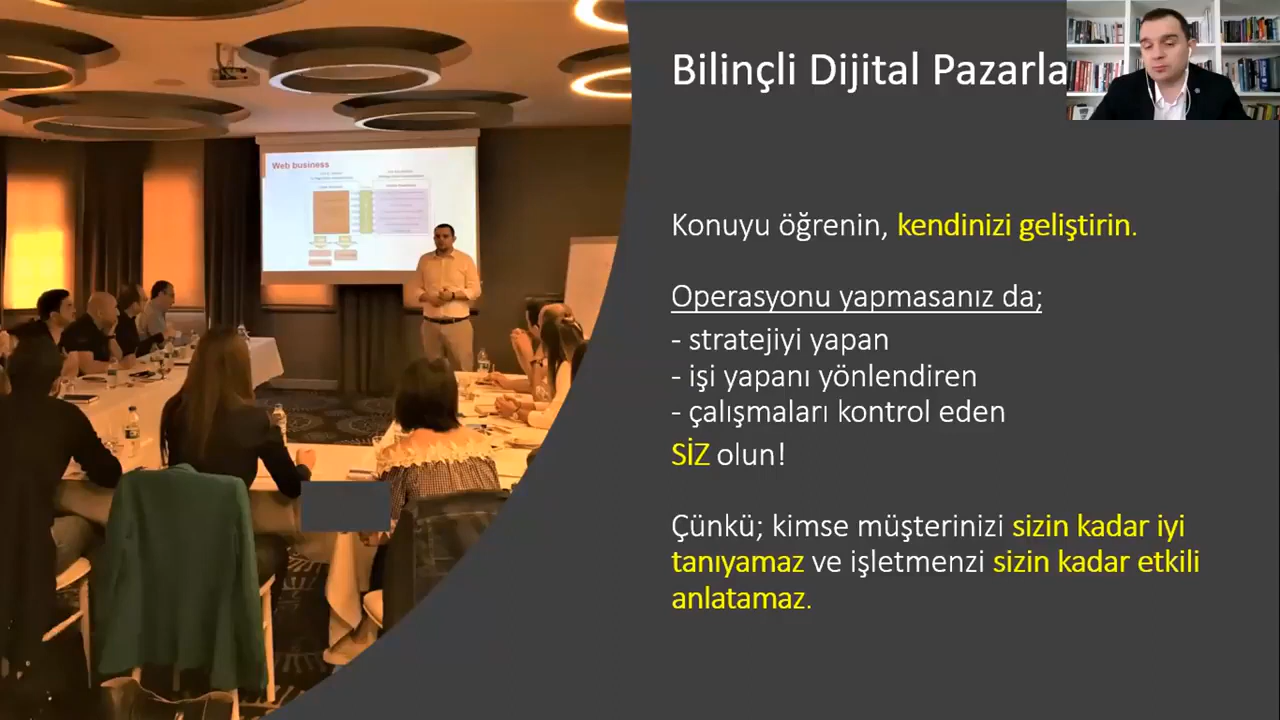 Bilinçli Dijital Pazarla
Web business
Konuyu öğrenin, kendinizi geliştirin.
Operasyonu yapmasanız da;
- stratejiyi yapan
- işi yapanı yönlendiren
- çalışmaları kontrol eden
SİZ olun!
Çünkü; kimse müşterinizi sizin kadar iyi
tanıyamaz ve işletmenzi sizin kadar etkili
anlatamaz.